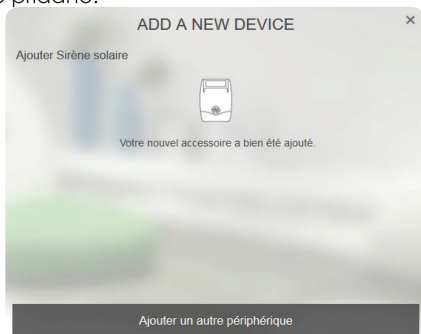 ADD A NEW DEVICE
×
Ajouter Sirène solaire
Votre nouvel accessoire a bien été ajouté.
Ajouter un autre périphérique